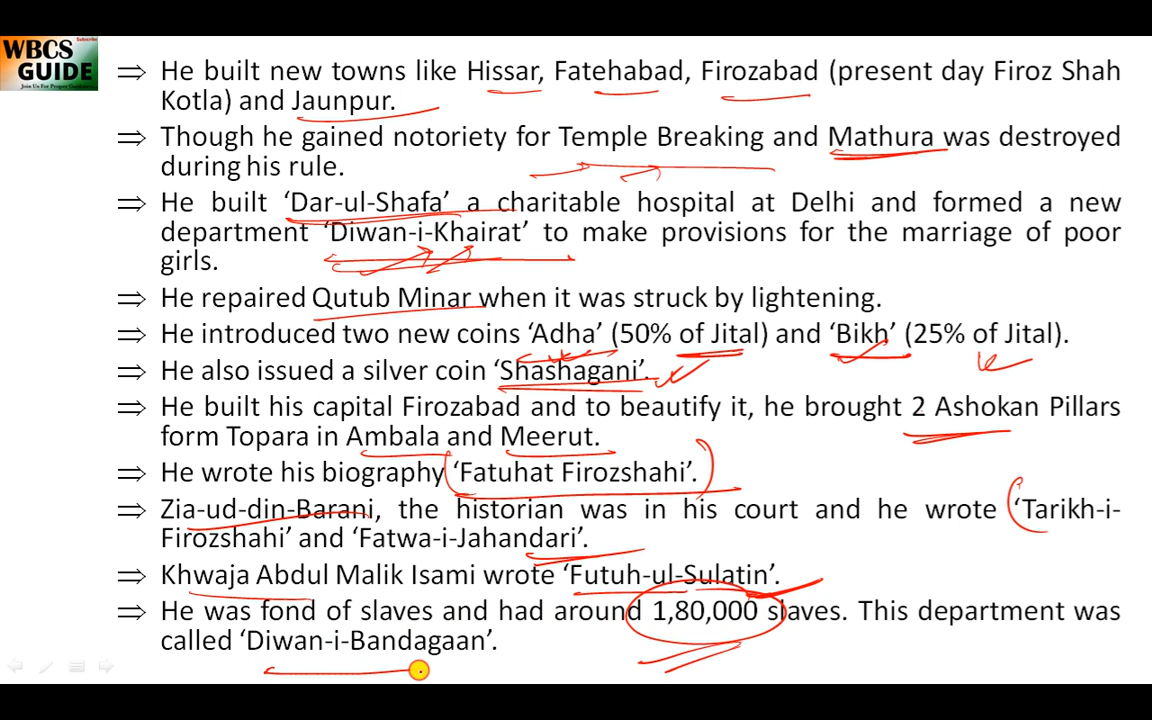 Subscribe
WBCS
GUIDE
⇒ He built new towns like Hissar, Fatehabad, Firozabad (present day Firoz Shah
Kotla) and Jaunpur.
⇒ Though he gained notoriety for Temple Breaking and Mathura was destroyed
during his rule.
⇒ He built ‘Dar-ul-Shafa’ a charitable hospital at Delhi and formed a new
department ‘Diwan-i-Khairat’ to make provisions for the marriage of poor
girls.
⇒ He repaired Qutub Minar when it was struck by lightening.
⇒ He introduced two new coins ‘Adha’ (50% of Jital) and ‘Bikh’ (25% of Jital).
⇒ He also issued a silver coin ‘Shashagani’.
⇒ He built his capital Firozabad and to beautify it, he brought 2 Ashokan Pillars
form Topara in Ambala and Meerut.
⇒ He wrote his biography ‘Fatuhat Firozshahi’.
⇒ Zia-ud-din-Barani, the historian was in his court and he wrote ‘Tarikh-i-
Firozshahi’ and ‘Fatwa-i-Jahandari’.
⇒ Khwaja Abdul Malik Isami wrote ‘Futuh-ul-Sulatin’.
⇒ He was fond of slaves and had around 1,80,000 slaves. This department was
called ‘Diwan-i-Bandagaan’.